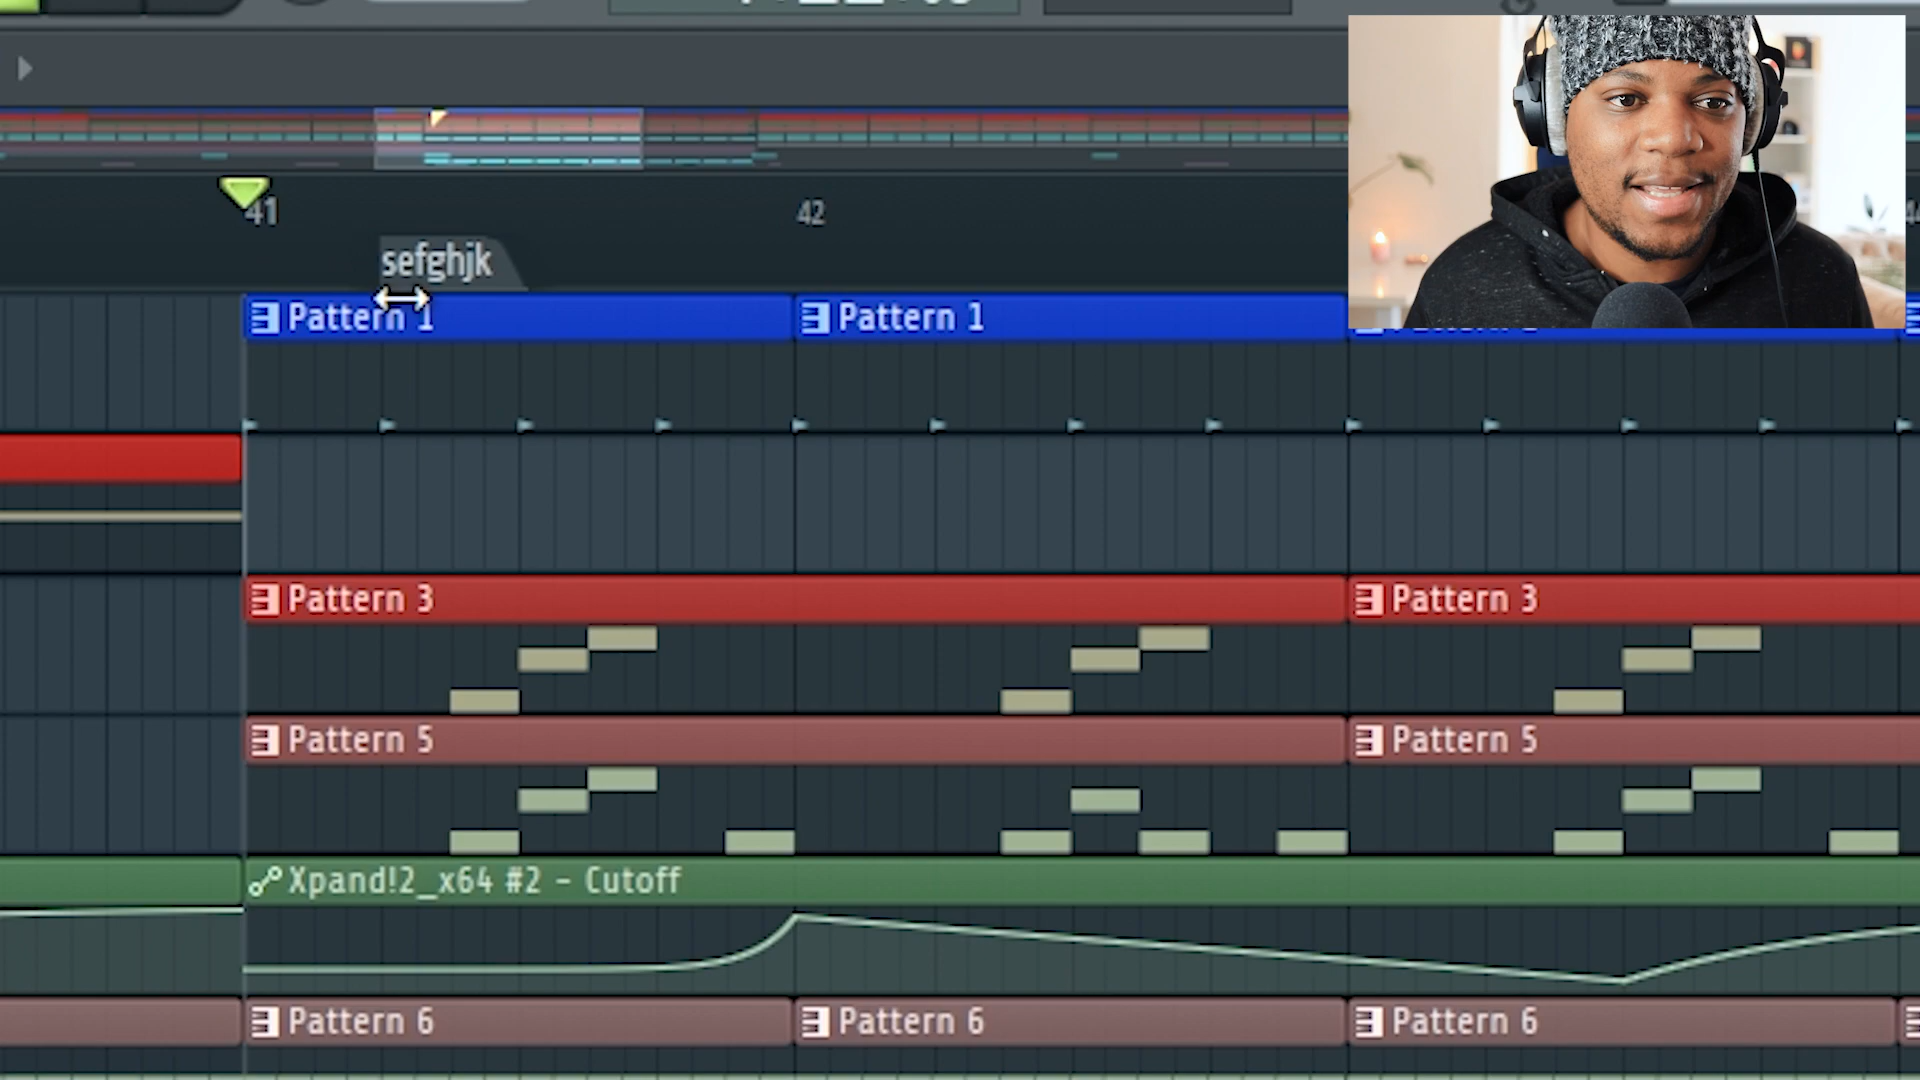 41
42
sefghjk
Pattern 1
Pattern 1
Pattern 3
Pattern 3
Pattern 5
Pattern 5
Xpand!2_x64 #2 - Cutoff
Pattern 6
Pattern 6
Pattern 6